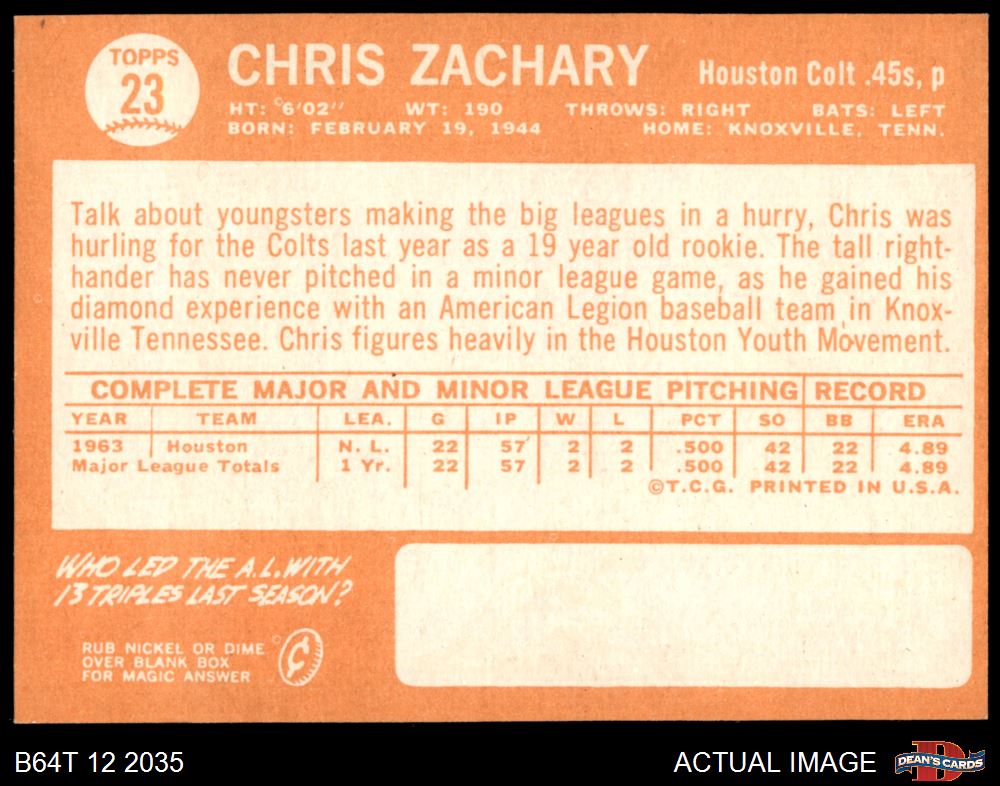 TOPPS
23
CHRIS ZACHARY
Houston Colt .45s, p
HT: 6'02" WT: 190 THROWS: RIGHT BATS: LEFT
BORN: FEBRUARY 19, 1944 HOME: KNOXVILLE, TENN.
Talk about youngsters making the big leagues in a hurry, Chris was
hurling for the Colts last year as a 19 year old rookie. The tall right-
hander has never pitched in a minor league game, as he gained his
diamond experience with an American Legion baseball team in Knox-
ville Tennessee. Chris figures heavily in the Houston Youth Movement.
COMPLETE MAJOR AND MINOR LEAGUE PITCHING RECORD
YEAR TEAM LEA. G IP W L PCT SO BB ERA
1963 Houston N. L. 22 57 2 2 .500 42 22 4.89
Major League Totals 1 Yr. 22 57 2 2 .500 42 22 4.89
©T.C.G. PRINTED IN U.S.A.
WHO LED THE A.L. WITH
13 TRIPLES LAST SEASON?
RUB NICKEL OR DIME
OVER BLANK BOX
FOR MAGIC ANSWER
¢
B64T 12 2035
ACTUAL IMAGE
D
DEAN'S CARDS